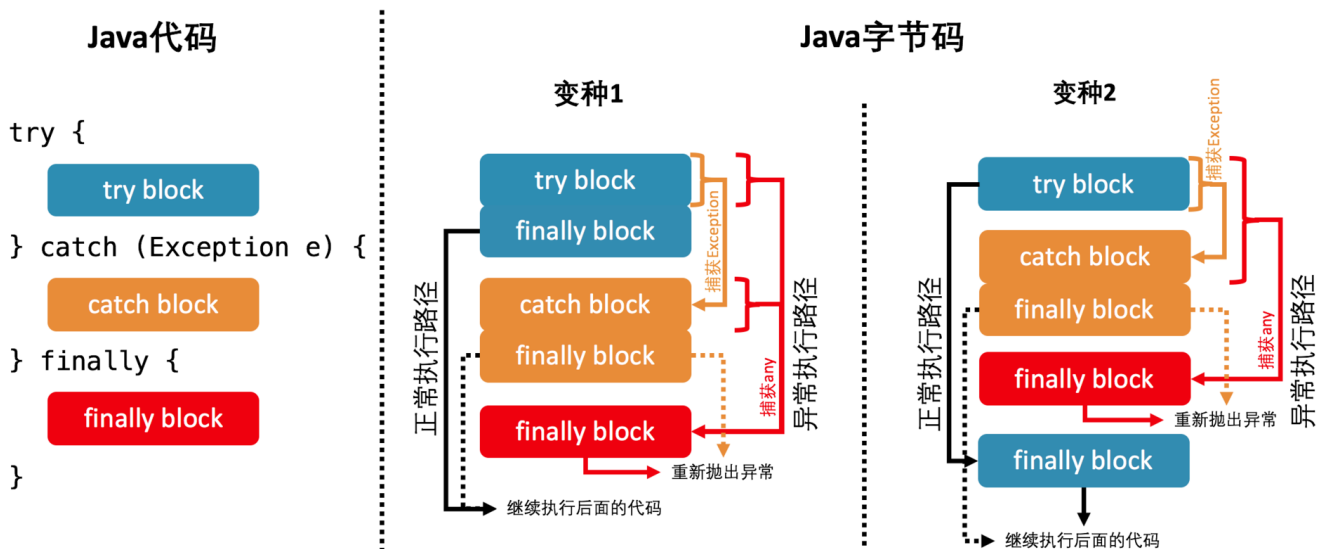 Java代码
try {
try block
} catch (Exception e) {
catch block
} finally {
finally block
}
Java字节码
变种1
try block
finally block
catch block
finally block
finally block
捕获Exception
捕获any
正常执行路径
异常执行路径
重新抛出异常
继续执行后面的代码
变种2
try block
catch block
finally block
finally block
finally block
捕获Exception
捕获any
正常执行路径
异常执行路径
重新抛出异常
继续执行后面的代码